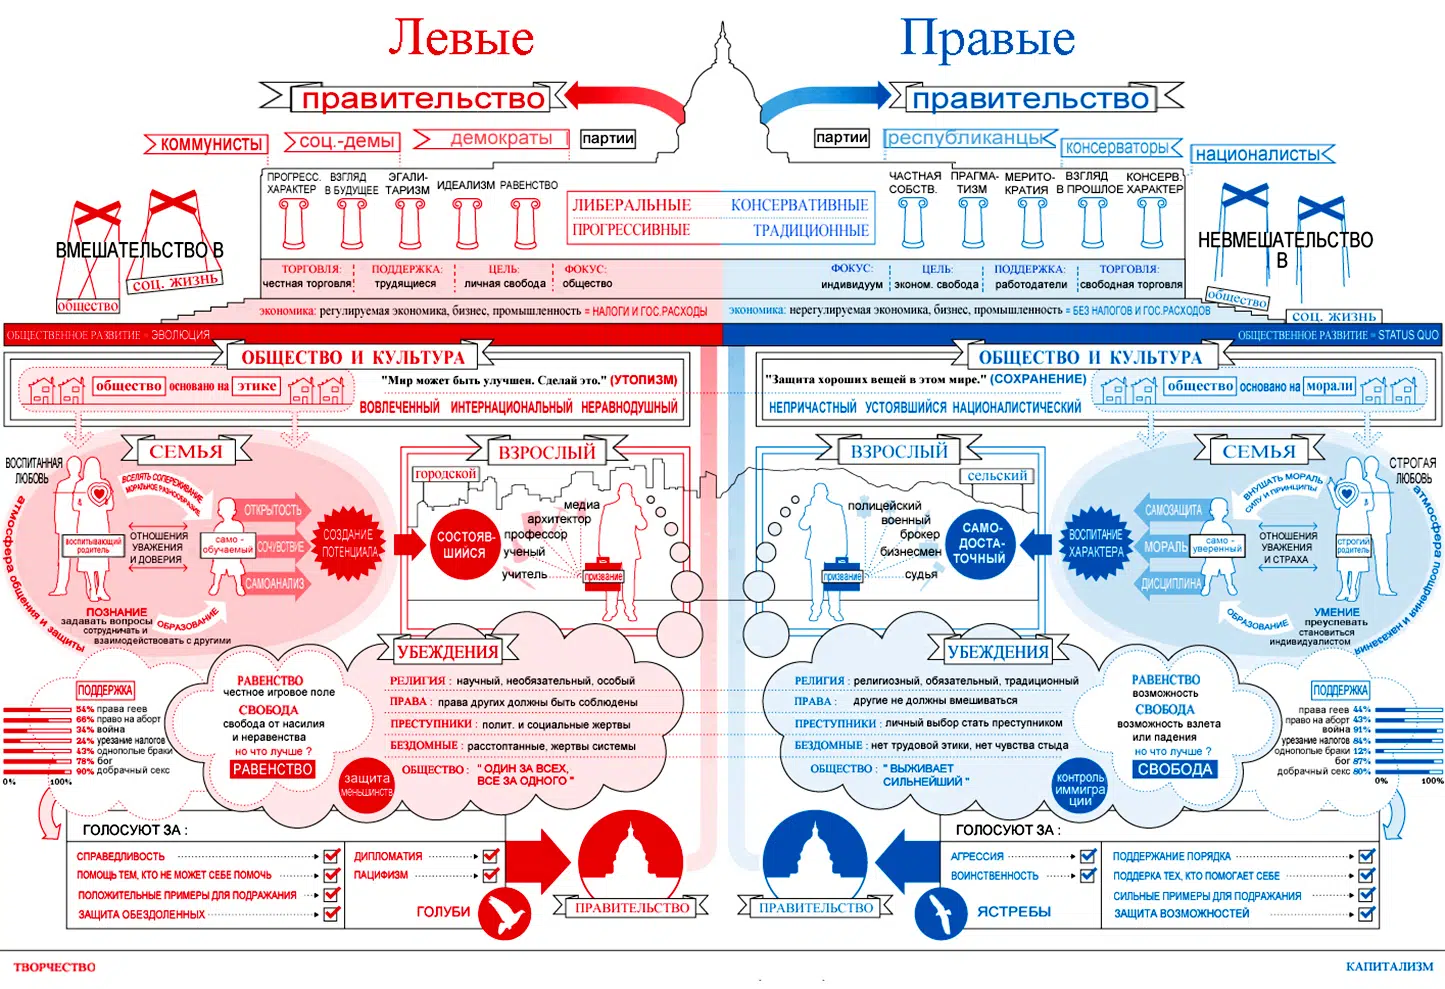 Левые
Правые
правительство
правительство
коммунисты
соц.-демы
демократы
партии
партии
республиканцы
консерваторы
националисты
ПРОГРЕСС.
ХАРАКТЕР
ВЗГЛЯД
В БУДУЩЕЕ
ЭГАЛИ-
ТАРИЗМ
ИДЕАЛИЗМ
РАВЕНСТВО
ЛИБЕРАЛЬНЫЕ
КОНСЕРВАТИВНЫЕ
ПРОГРЕССИВНЫЕ
ТРАДИЦИОННЫЕ
ЧАСТНАЯ
СОБСТВ.
ПРАГМА-
ТИЗМ
МЕРИТО-
КРАТИЯ
ВЗГЛЯД
В ПРОШЛОЕ
КОНСЕРВ.
ХАРАКТЕР
ВМЕШАТЕЛЬСТВО В
общество
СОЦ. ЖИЗНЬ
НЕВМЕШАТЕЛЬСТВО
В
общество
СОЦ. ЖИЗНЬ
ТОРГОВЛЯ:
честная торговля
ПОДДЕРЖКА:
трудящиеся
ЦЕЛЬ:
личная свобода
ФОКУС:
общество
ФОКУС:
индивидуум
ЦЕЛЬ:
эконом. свобода
ПОДДЕРЖКА:
работодатели
ТОРГОВЛЯ:
свободная торговля
экономика: регулируемая экономика, бизнес, промышленность = НАЛОГИ И ГОС.РАСХОДЫ
экономика: нерегулируемая экономика, бизнес, промышленность = БЕЗ НАЛОГОВ И ГОС.РАСХОДОВ
ОБЩЕСТВЕННОЕ РАЗВИТИЕ = ЭВОЛЮЦИЯ
ОБЩЕСТВЕННОЕ РАЗВИТИЕ = STATUS QUO
ОБЩЕСТВО И КУЛЬТУРА
общество основано на этике
"Мир может быть улучшен. Сделай это." (УТОПИЗМ)
ВОВЛЕЧЕННЫЙ ИНТЕРНАЦИОНАЛЬНЫЙ НЕРАВНОДУШНЫЙ
ОБЩЕСТВО И КУЛЬТУРА
"Защита хороших вещей в этом мире." (СОХРАНЕНИЕ)
НЕПРИЧАСТНЫЙ УСТОЯВШИЙСЯ НАЦИОНАЛИСТИЧЕСКИЙ
общество основано на морали
СЕМЬЯ
ВОСПИТАННАЯ
ЛЮБОВЬ
атмосфера общения и защиты
ВСЕЛЯТЬ СОПЕРЕЖИВАНИЕ,
МОРАЛЬНОЕ РАЗНООБРАЗИЕ
воспитывающий
родитель
ОТНОШЕНИЯ
УВАЖЕНИЯ
И ДОВЕРИЯ
само -
обучаемый
ОТКРЫТОСТЬ
СОЧУВСТВИЕ
САМОАНАЛИЗ
СОЗДАНИЕ
ПОТЕНЦИАЛА
ПОЗНАНИЕ
задавать вопросы
сотрудничать и
взаимодействовать с другими
ОБРАЗОВАНИЕ
ВЗРОСЛЫЙ
городской
СОСТОЯВ-
ШИЙСЯ
медиа
архитектор
профессор
ученый
учитель
призвание
ВЗРОСЛЫЙ
сельский
полицейский
военный
брокер
бизнесмен
судья
призвание
САМО-
ДОСТА-
ТОЧНЫЙ
СЕМЬЯ
СТРОГАЯ
ЛЮБОВЬ
атмосфера поощрения и наказания
ВНУШАТЬ МОРАЛЬ
СИЛУ И ПРИНЦИПЫ
ВОСПИТАНИЕ
ХАРАКТЕРА
САМОЗАЩИТА
МОРАЛЬ
ДИСЦИПЛИНА
само -
уверенный
ОТНОШЕНИЯ
УВАЖЕНИЯ
И СТРАХА
строгий
родитель
ОБРАЗОВАНИЕ
УМЕНИЕ
преуспевать
становиться
индивидуалистом
ПОДДЕРЖКА
54% права геев
66% право на аборт
34% война
24% урезание налогов
43% однополые браки
78% бог
90% добрачный секс
0% 100%
РАВЕНСТВО
честное игровое поле
СВОБОДА
свобода от насилия
и неравенства
но что лучше ?
РАВЕНСТВО
УБЕЖДЕНИЯ
РЕЛИГИЯ : научный, необязательный, особый
ПРАВА : права других должны быть соблюдены
ПРЕСТУПНИКИ : полит. и социальные жертвы
БЕЗДОМНЫЕ : расстоптанные, жертвы системы
ОБЩЕСТВО : " ОДИН ЗА ВСЕХ,
ВСЕ ЗА ОДНОГО "
защита
меньшинств
УБЕЖДЕНИЯ
РЕЛИГИЯ : религиозный, обязательный, традиционный
ПРАВА : другие не должны вмешиваться
ПРЕСТУПНИКИ : личный выбор стать преступником
БЕЗДОМНЫЕ : нет трудовой этики, нет чувства стыда
ОБЩЕСТВО : " ВЫЖИВАЕТ
СИЛЬНЕЙШИЙ "
контроль
иммигра
ции
РАВЕНСТВО
возможность
СВОБОДА
возможность взлета
или падения
но что лучше ?
СВОБОДА
ПОДДЕРЖКА
права геев 44%
право на аборт 43%
война 91%
урезание налогов 84%
однополые браки 12%
бог 87%
добрачный секс 80%
0% 100%
ГОЛОСУЮТ ЗА :
СПРАВЕДЛИВОСТЬ
ПОМОЩЬ ТЕМ, КТО НЕ МОЖЕТ СЕБЕ ПОМОЧЬ
ПОЛОЖИТЕЛЬНЫЕ ПРИМЕРЫ ДЛЯ ПОДРАЖАНИЯ
ЗАЩИТА ОБЕЗДОЛЕННЫХ
ДИПЛОМАТИЯ
ПАЦИФИЗМ
ГОЛУБИ
ПРАВИТЕЛЬСТВО
ПРАВИТЕЛЬСТВО
ГОЛОСУЮТ ЗА :
АГРЕССИЯ
ВОИНСТВЕННОСТЬ
ЯСТРЕБЫ
ПОДДЕРЖАНИЕ ПОРЯДКА
ПОДДЕРКА ТЕХ, КТО ПОМОГАЕТ СЕБЕ
СИЛЬНЫЕ ПРИМЕРЫ ДЛЯ ПОДРАЖАНИЯ
ЗАЩИТА ВОЗМОЖНОСТЕЙ
ТВОРЧЕСТВО
КАПИТАЛИЗМ